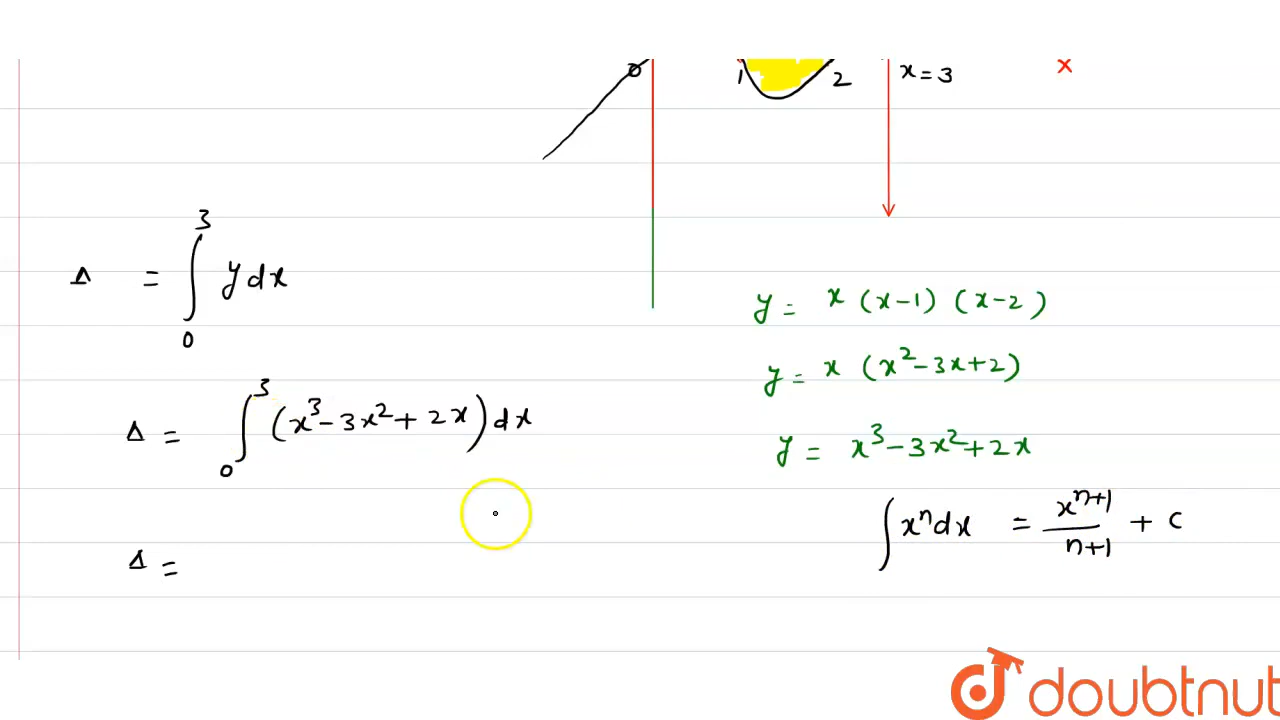 0 1 2 x = 3 x
Δ = ∫₀³ y dx
y = x (x-1) (x-2)
y = x (x² - 3x + 2)
Δ = ∫₀³ (x³ - 3x² + 2x) dx
y = x³ - 3x² + 2x
∫ xⁿ dx = xⁿ⁺¹/n+1 + c
Δ =
doubtnut